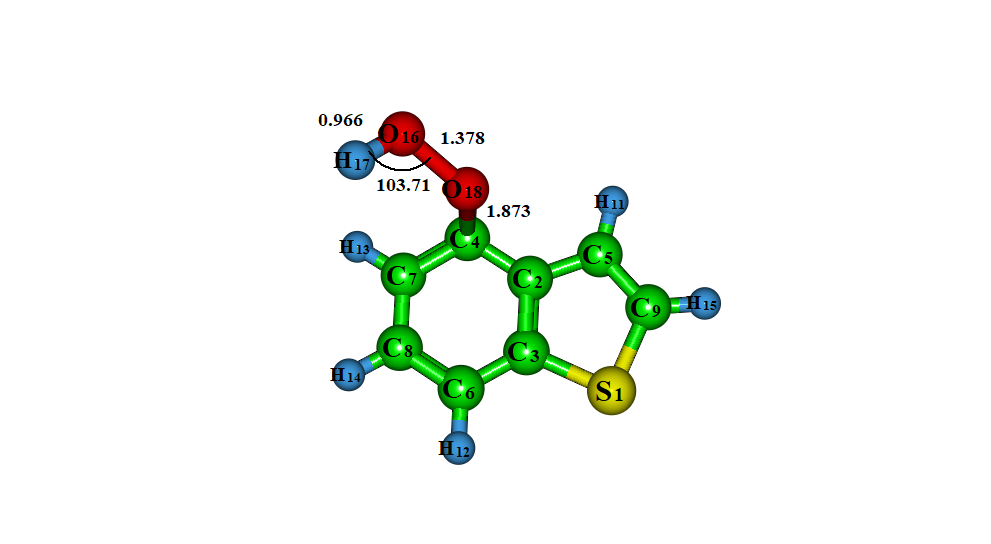 0.966
O16
1.378
H17
103.71
O18
1.873
H11
C4
H13
C5
C7
C2
H15
C9
C8
C3
H14
C6
S1
H12